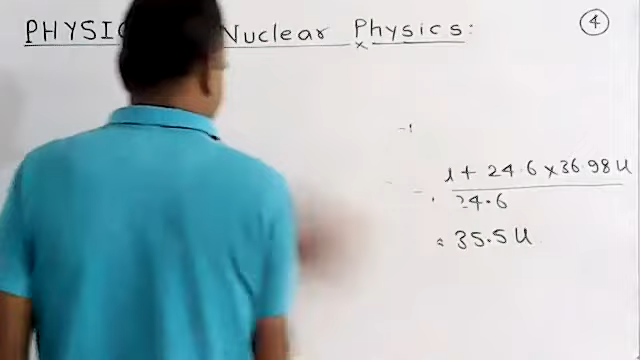 PHYSIC Nuclear Physics:
4
1 + 24.6 x 36.98 u
24.6
= 35.5 u